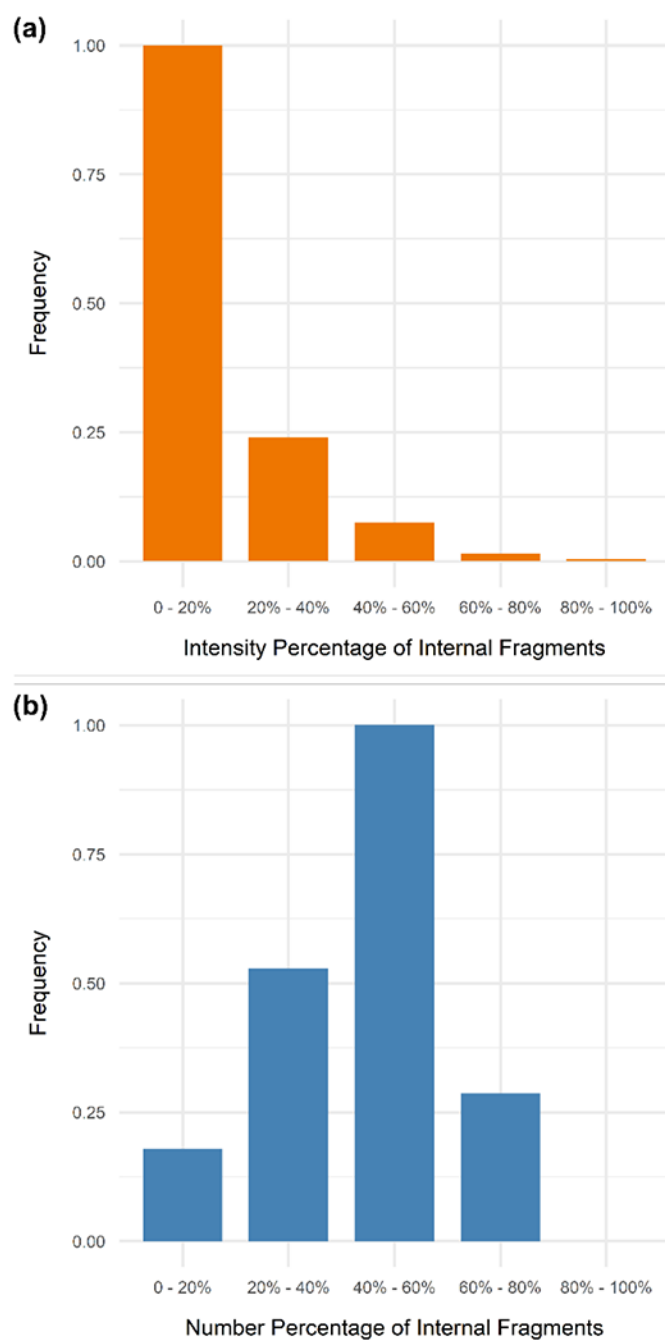 (a)
1.00
0.75
0.50
0.25
0.00
Frequency
0 - 20% 20% - 40% 40% - 60% 60% - 80% 80% - 100%
Intensity Percentage of Internal Fragments
(b)
1.00
0.75
0.50
0.25
0.00
Frequency
0 - 20% 20% - 40% 40% - 60% 60% - 80% 80% - 100%
Number Percentage of Internal Fragments